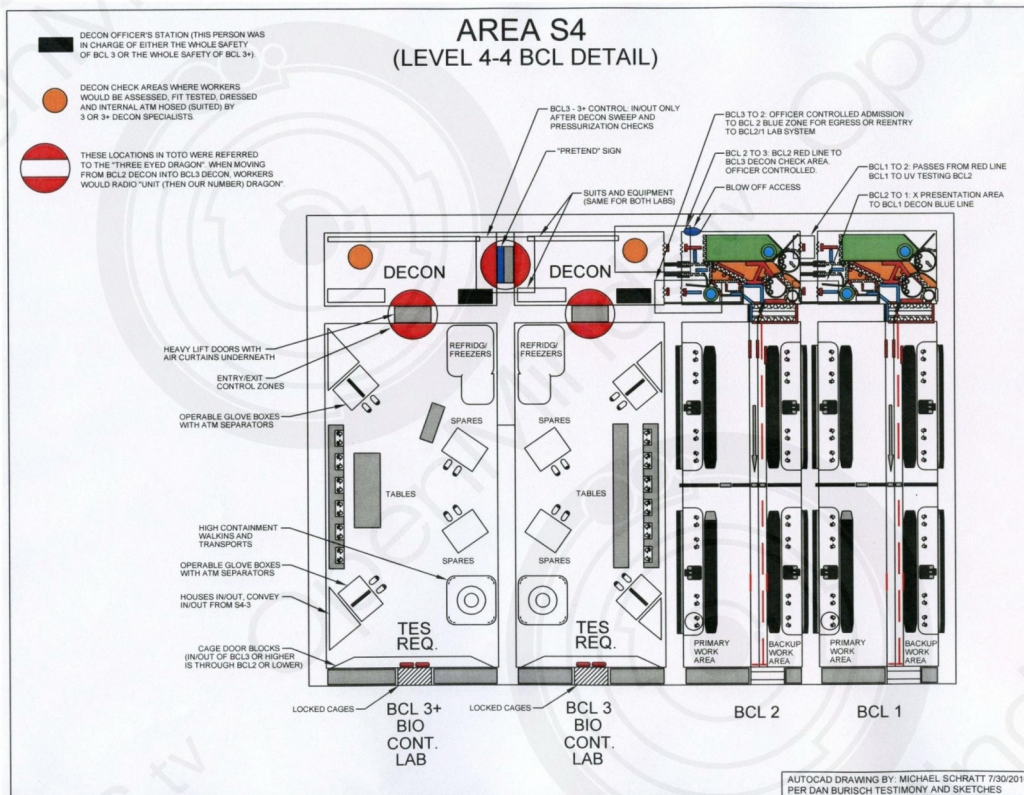 AREA S4
(LEVEL 4-4 BCL DETAIL)
DECON OFFICER'S STATION (THIS PERSON WAS
IN CHARGE OF EITHER THE WHOLE SAFETY
OF BCL 3 OR THE WHOLE SAFETY OF BCL 3+).
DECON CHECK AREAS WHERE WORKERS
WOULD BE ASSESSED, FIT TESTED, DRESSED
AND INTERNAL ATM HOSED (SUITED) BY
3 OR 3+ DECON SPECIALISTS.
THESE LOCATIONS IN TOTO WERE REFERRED
TO THE "THREE EYED DRAGON". WHEN MOVING
FROM BCL2 DECON INTO BCL3 DECON, WORKERS
WOULD RADIO "UNIT (THEN OUR NUMBER) DRAGON".
BCL3 - 3+ CONTROL: IN/OUT ONLY
AFTER DECON SWEEP AND
PRESSURIZATION CHECKS
"PRETEND" SIGN
SUITS AND EQUIPMENT
(SAME FOR BOTH LABS)
BCL3 TO 2: OFFICER CONTROLLED ADMISSION
TO BCL 2 BLUE ZONE FOR EGRESS OR REENTRY
TO BCL2/1 LAB SYSTEM
BCL 2 TO 3: BCL2 RED LINE TO
BCL3 DECON CHECK AREA.
OFFICER CONTROLLED.
BLOW OFF ACCESS
BCL1 TO 2: PASSES FROM RED LINE
BCL1 TO UV TESTING BCL2
BCL2 TO 1: X PRESENTATION AREA
TO BCL1 DECON BLUE LINE
DECON
DECON
HEAVY LIFT DOORS WITH
AIR CURTAINS UNDERNEATH
ENTRY/EXIT
CONTROL ZONES
OPERABLE GLOVE BOXES
WITH ATM SEPARATORS
REFRIDG/
FREEZERS
REFRIDG/
FREEZERS
SPARES
SPARES
TABLES
TABLES
HIGH CONTAINMENT
WALKINS AND
TRANSPORTS
SPARES
SPARES
OPERABLE GLOVE BOXES
WITH ATM SEPARATORS
HOUSES IN/OUT, CONVEY
IN/OUT FROM S4-3
TES
REQ.
TES
REQ.
CAGE DOOR BLOCKS
(IN/OUT OF BCL3 OR HIGHER
IS THROUGH BCL2 OR LOWER)
PRIMARY
WORK
AREA
BACKUP
WORK
AREA
PRIMARY
WORK
AREA
BACKUP
WORK
AREA
LOCKED CAGES
LOCKED CAGES
BCL 3+
BIO
CONT.
LAB
BCL 3
BIO
CONT.
LAB
BCL 2
BCL 1
AUTOCAD DRAWING BY: MICHAEL SCHRATT 7/30/201
PER DAN BURISCH TESTIMONY AND SKETCHES